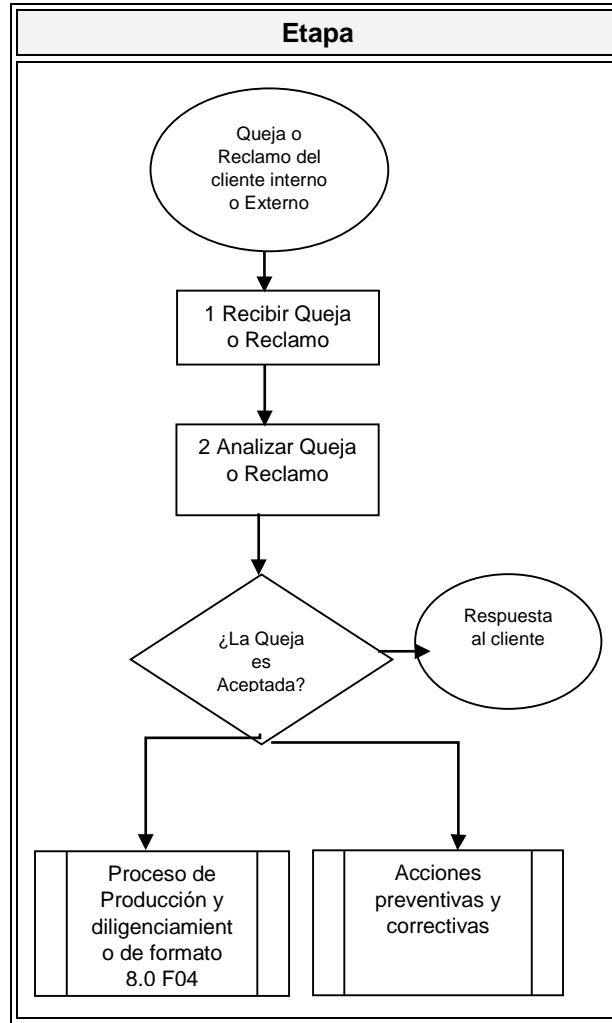 Etapa
Queja o
Reclamo del
cliente interno
o Externo
1 Recibir Queja
o Reclamo
2 Analizar Queja
o Reclamo
¿La Queja
es
Aceptada?
Respuesta
al cliente
Proceso de
Producción y
diligenciamient
o de formato
8.0 F04
Acciones
preventivas y
correctivas